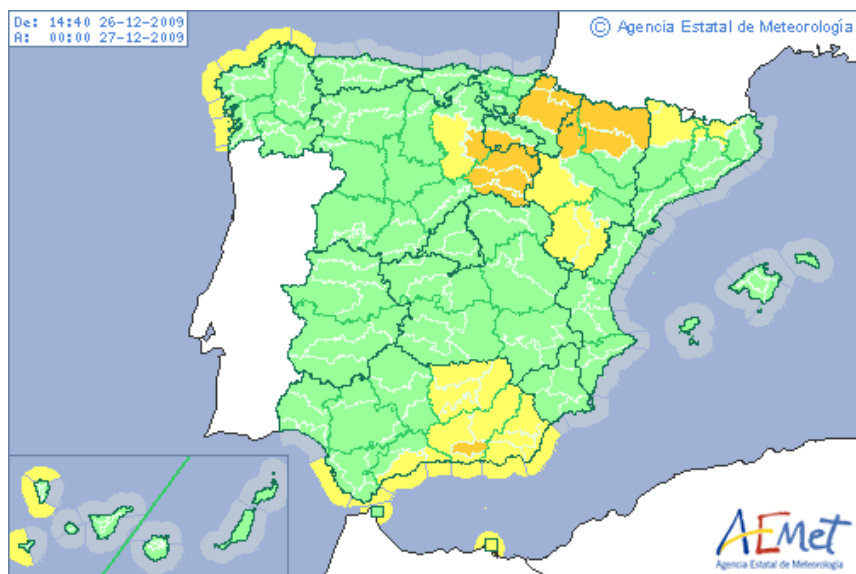 De: 14:40 26-12-2009
A: 00:00 27-12-2009
© Agencia Estatal de Meteorología
AEMet
Agencia Estatal de Meteorología